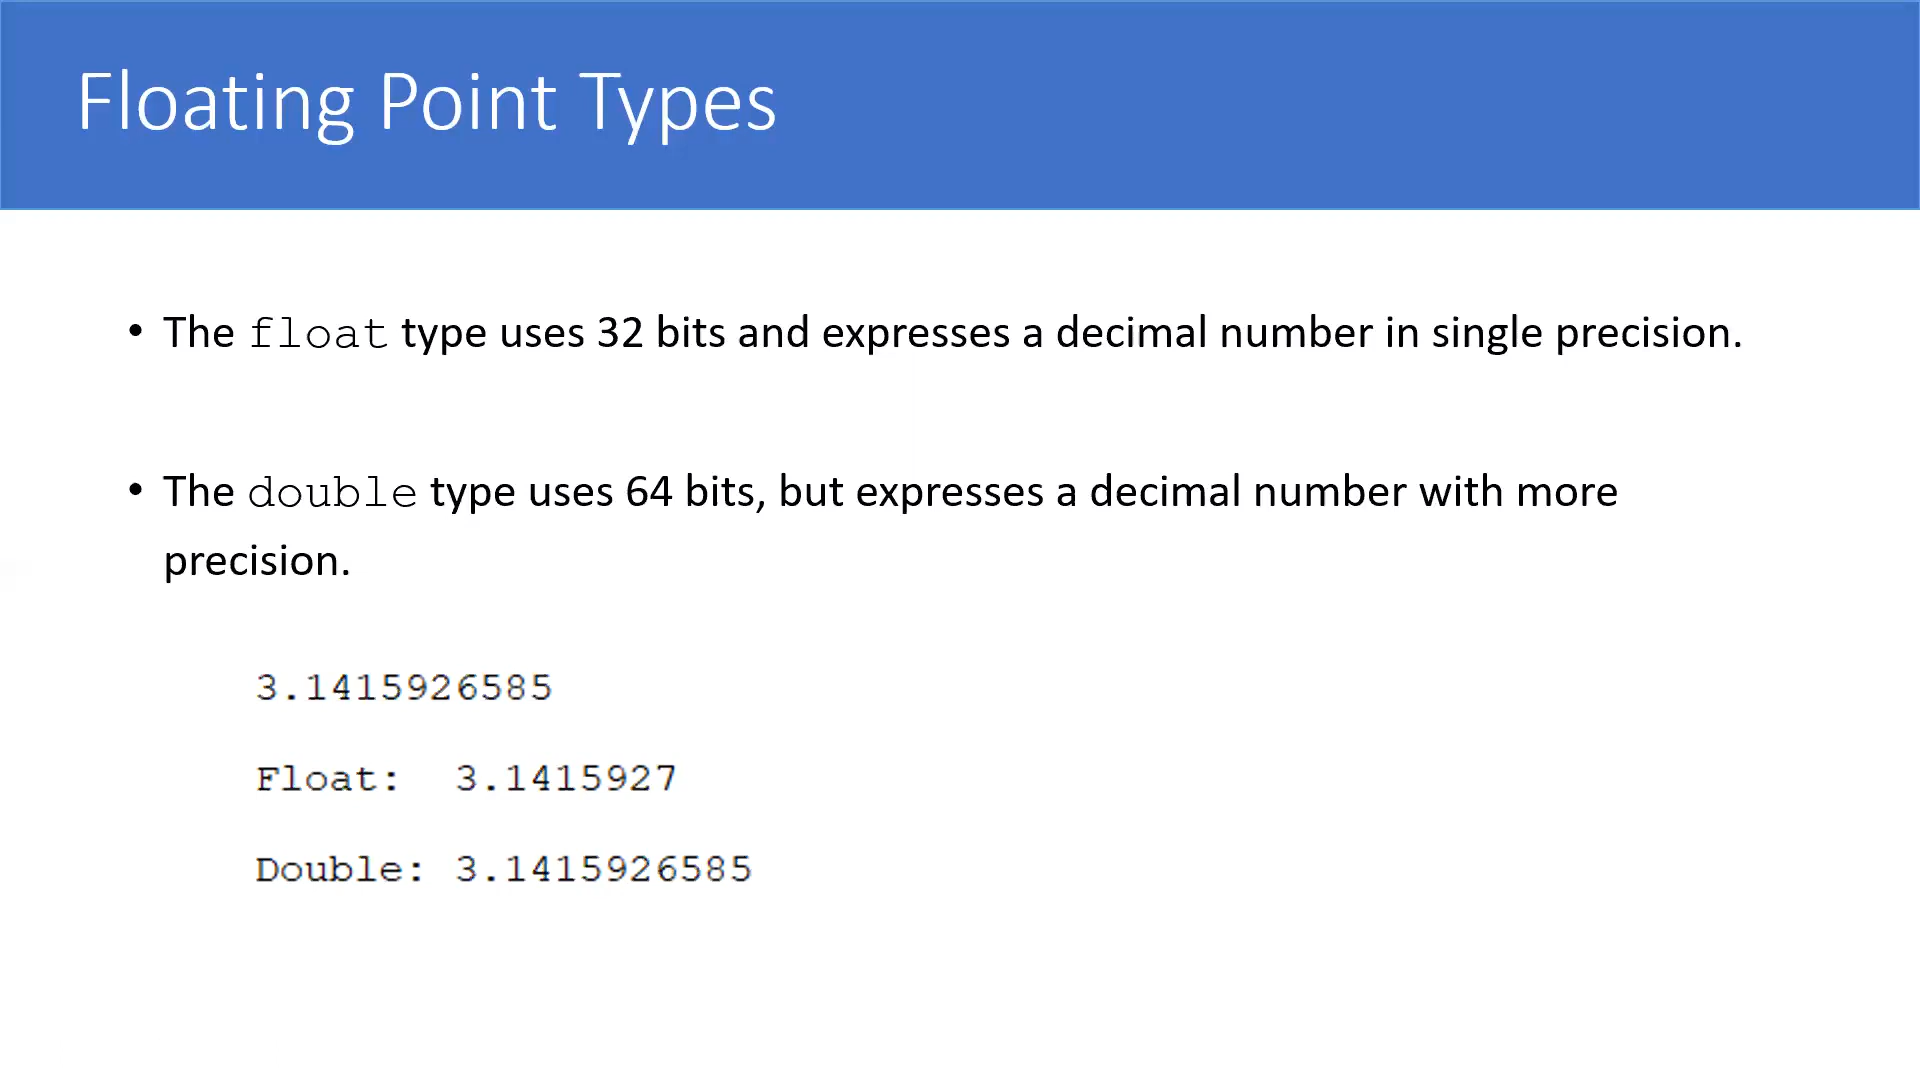 Floating Point Types
• The float type uses 32 bits and expresses a decimal number in single precision.
• The double type uses 64 bits, but expresses a decimal number with more
precision.
3.1415926585
Float: 3.1415927
Double: 3.1415926585